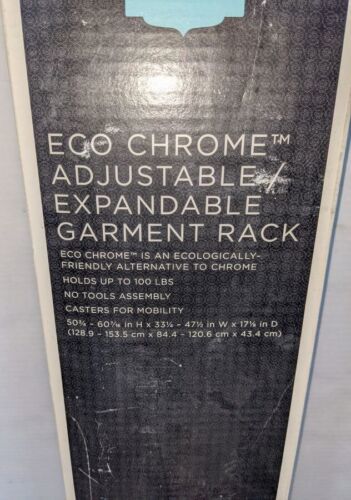 ECO CHROME™
ADJUSTABLE/
EXPANDABLE
GARMENT RACK
ECO CHROME™ IS AN ECOLOGICALLY-
FRIENDLY ALTERNATIVE TO CHROME
HOLDS UP TO 100 LBS
NO TOOLS ASSEMBLY
CASTERS FOR MOBILITY
50¾ - 60⁷⁄₁₆ in H x 33¼ - 47½ in W x 17⅛ in D
(128.9 - 153.5 cm x 84.4 - 120.6 cm x 43.4 cm)